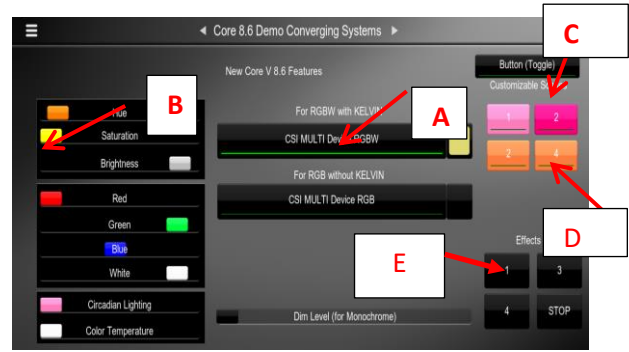 Core 8.6 Demo Converging Systems
C
Button (Toggle)
New Core V 8.6 Features
Customizable
B
Saturation
Brightness
For RGBW with KELVIN
A
CSI MULTI Device RGBW
1
2
2
4
For RGB without KELVIN
CSI MULTI Device RGB
Red
Green
Blue
White
Effects
D
E
1
3
4
STOP
Circadian Lighting
Color Temperature
Dim Level (for Monochrome)